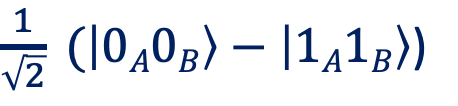 1/√2 (|0_A0_B⟩ − |1_A1_B⟩)